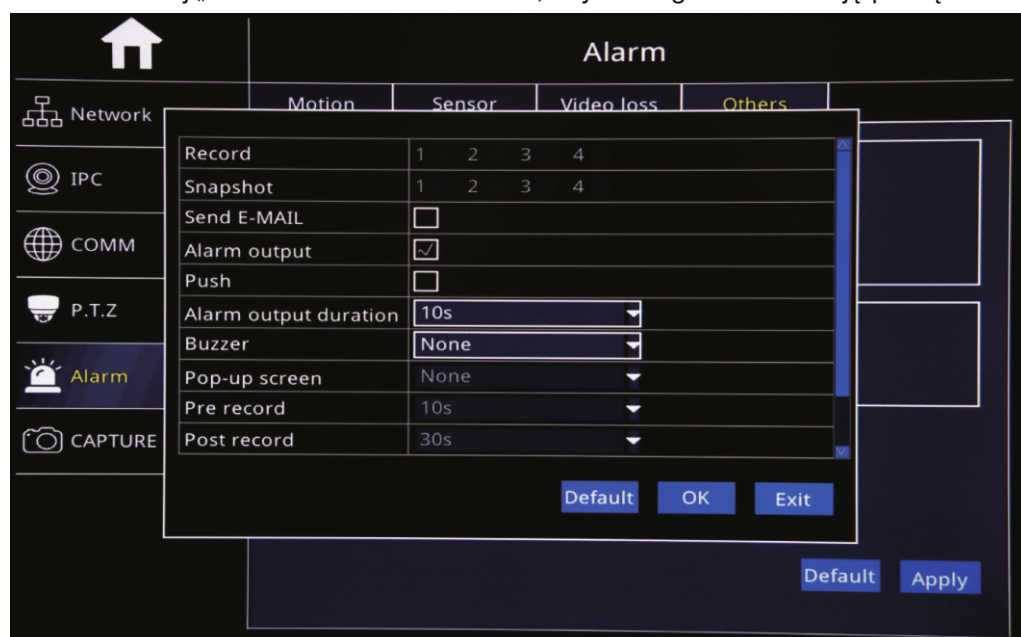 Alarm
Motion Sensor Video loss Others
Network
IPC
COMM
P.T.Z
Alarm
CAPTURE
Record 1 2 3 4
Snapshot 1 2 3 4
Send E-MAIL
Alarm output
Push
Alarm output duration 10s
Buzzer None
Pop-up screen None
Pre record 10s
Post record 30s
Default OK Exit
Default Apply